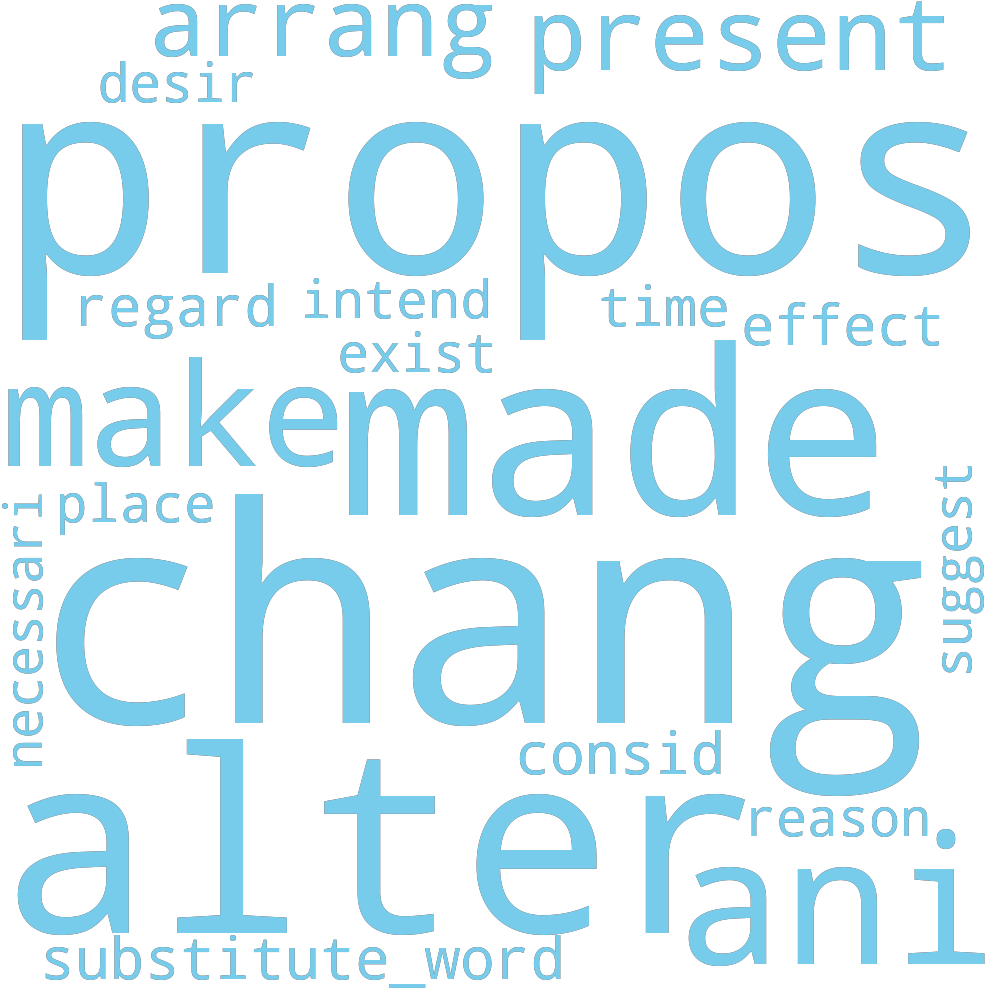 arrang present
desir
propos
regard intend time effect
exist
make made
place
necessari
suggest
chang
consid
alter
reason
ani
substitute_word